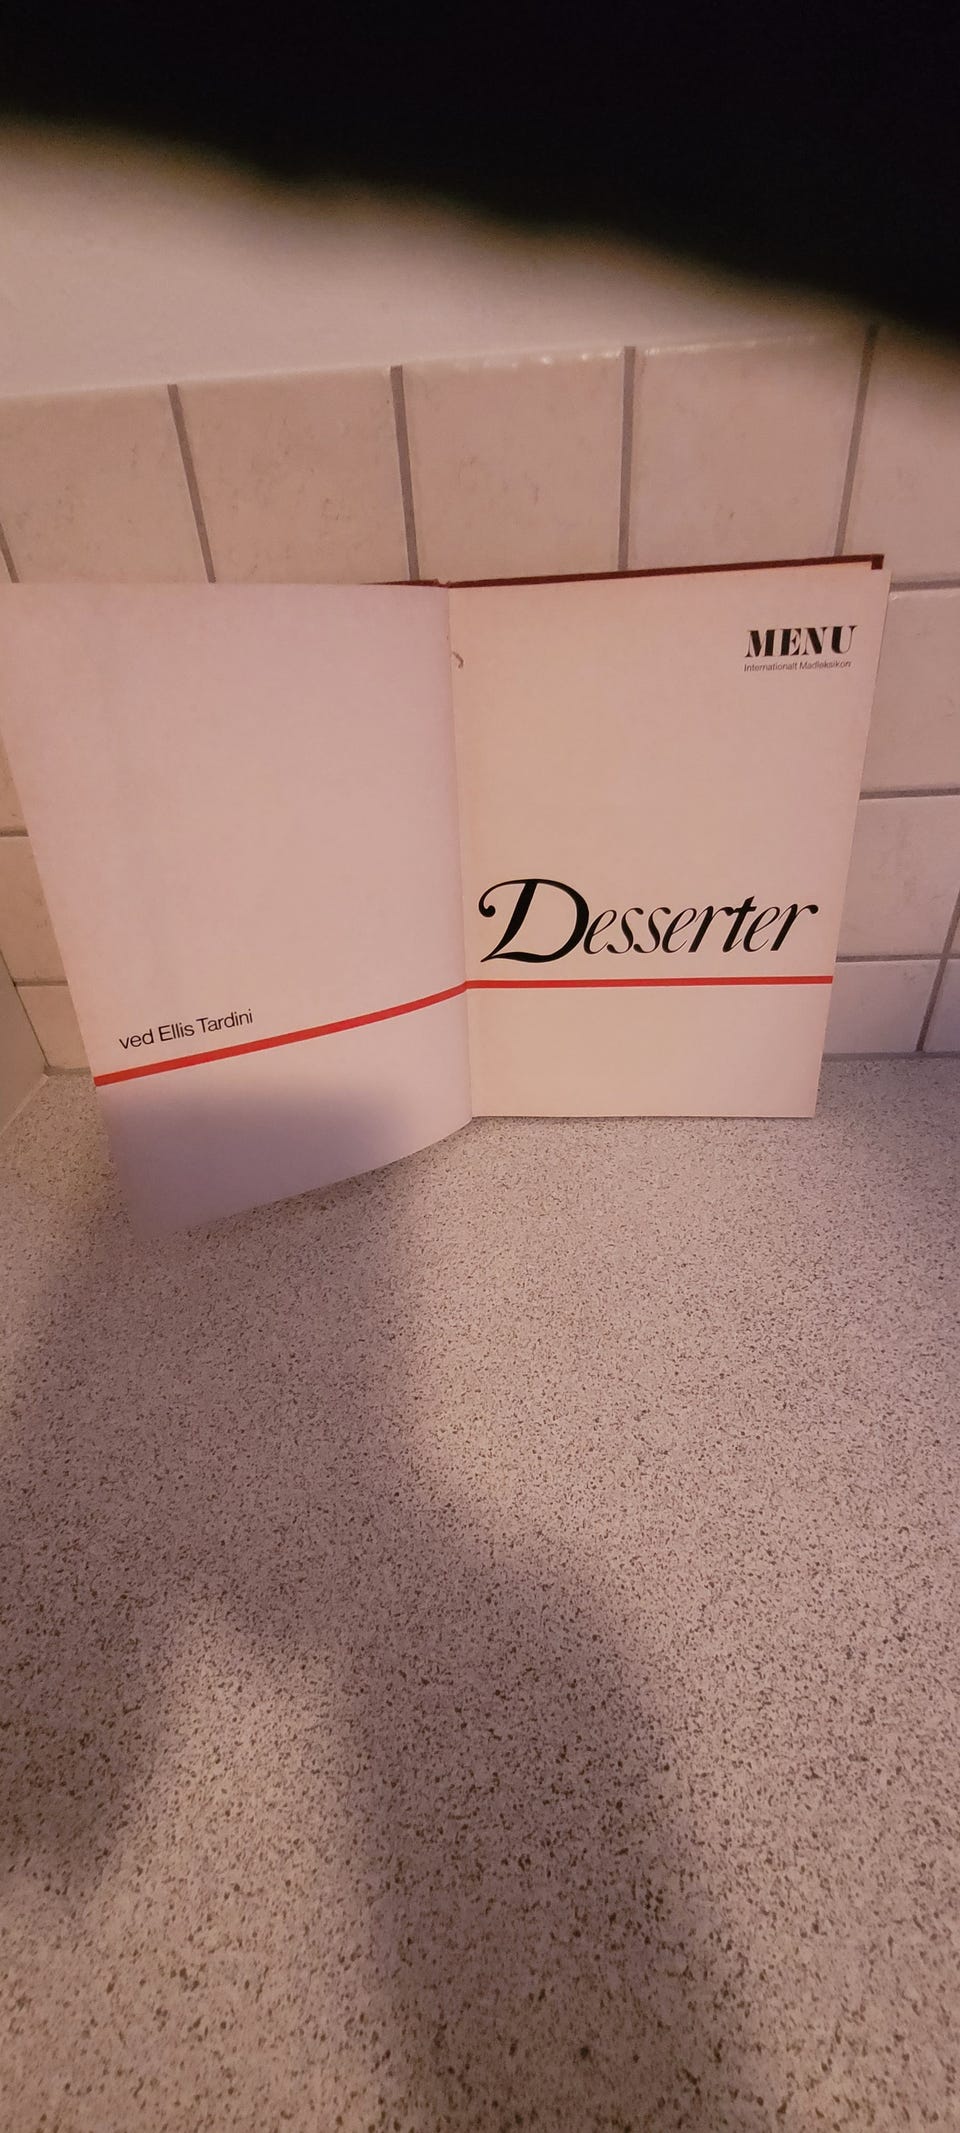 ved Ellis Tardini
MENU
Internationalt Madleksikon
Desserter